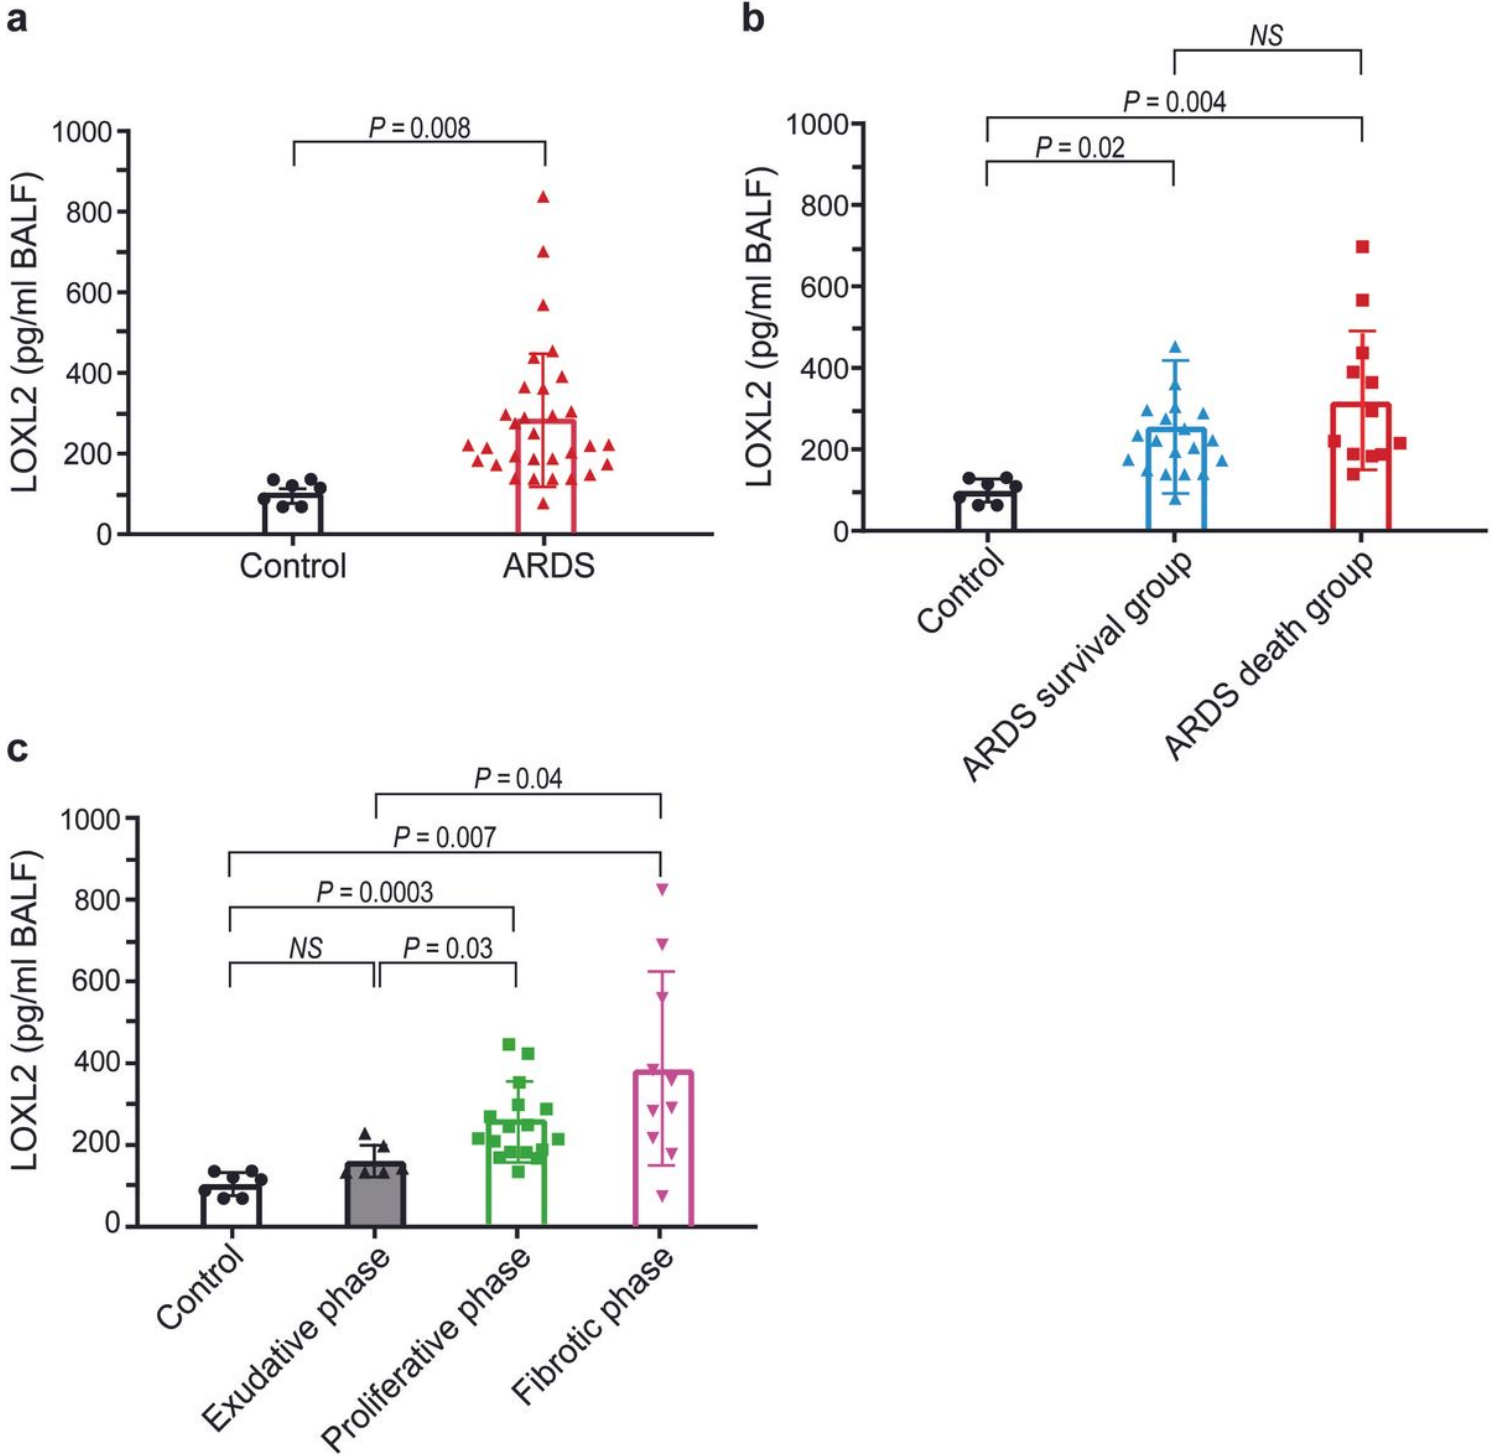 a
P = 0.008
1000
800
600
400
200
0
LOXL2 (pg/ml BALF)
Control
ARDS
b
NS
P = 0.004
P = 0.02
1000
800
600
400
200
0
LOXL2 (pg/ml BALF)
Control
ARDS survival group
ARDS death group
c
P = 0.04
P = 0.007
P = 0.0003
NS
P = 0.03
1000
800
600
400
200
0
LOXL2 (pg/ml BALF)
Control
Exudative phase
Proliferative phase
Fibrotic phase